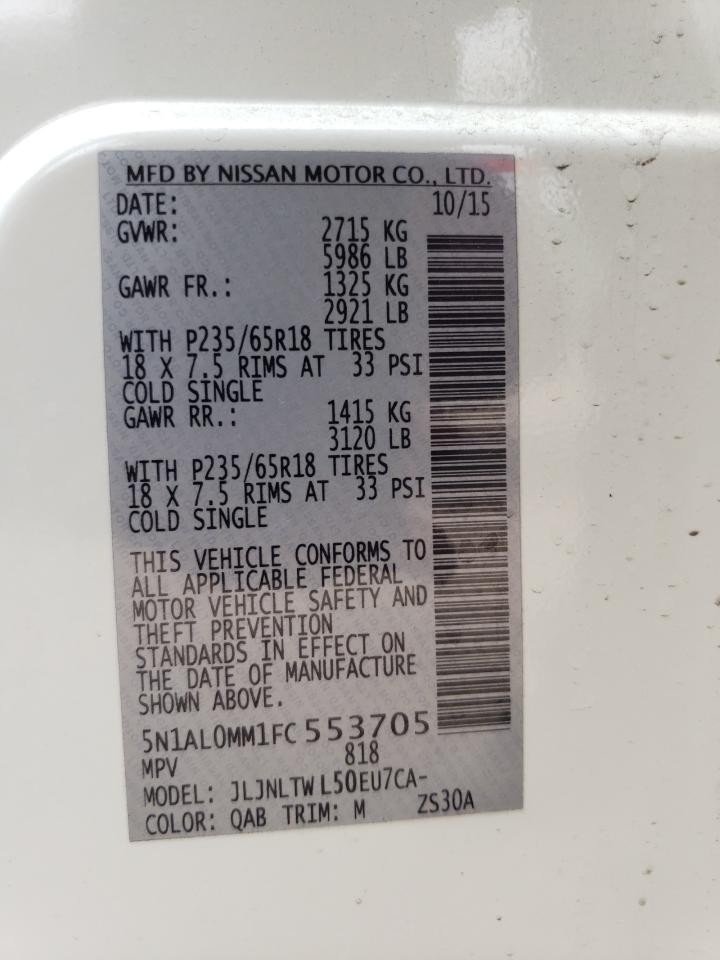 MFD BY NISSAN MOTOR CO., LTD.
DATE: 10/15
GVWR: 2715 KG
5986 LB
GAWR FR.: 1325 KG
2921 LB
WITH P235/65R18 TIRES
18 X 7.5 RIMS AT 33 PSI
COLD SINGLE
GAWR RR.: 1415 KG
3120 LB
WITH P235/65R18 TIRES
18 X 7.5 RIMS AT 33 PSI
COLD SINGLE
THIS VEHICLE CONFORMS TO
ALL APPLICABLE FEDERAL
MOTOR VEHICLE SAFETY AND
THEFT PREVENTION
STANDARDS IN EFFECT ON
THE DATE OF MANUFACTURE
SHOWN ABOVE.
5N1AL0MM1FC553705
MPV 818
MODEL: JLJNLTWL50EU7CA-
COLOR: QAB TRIM: M ZS30A